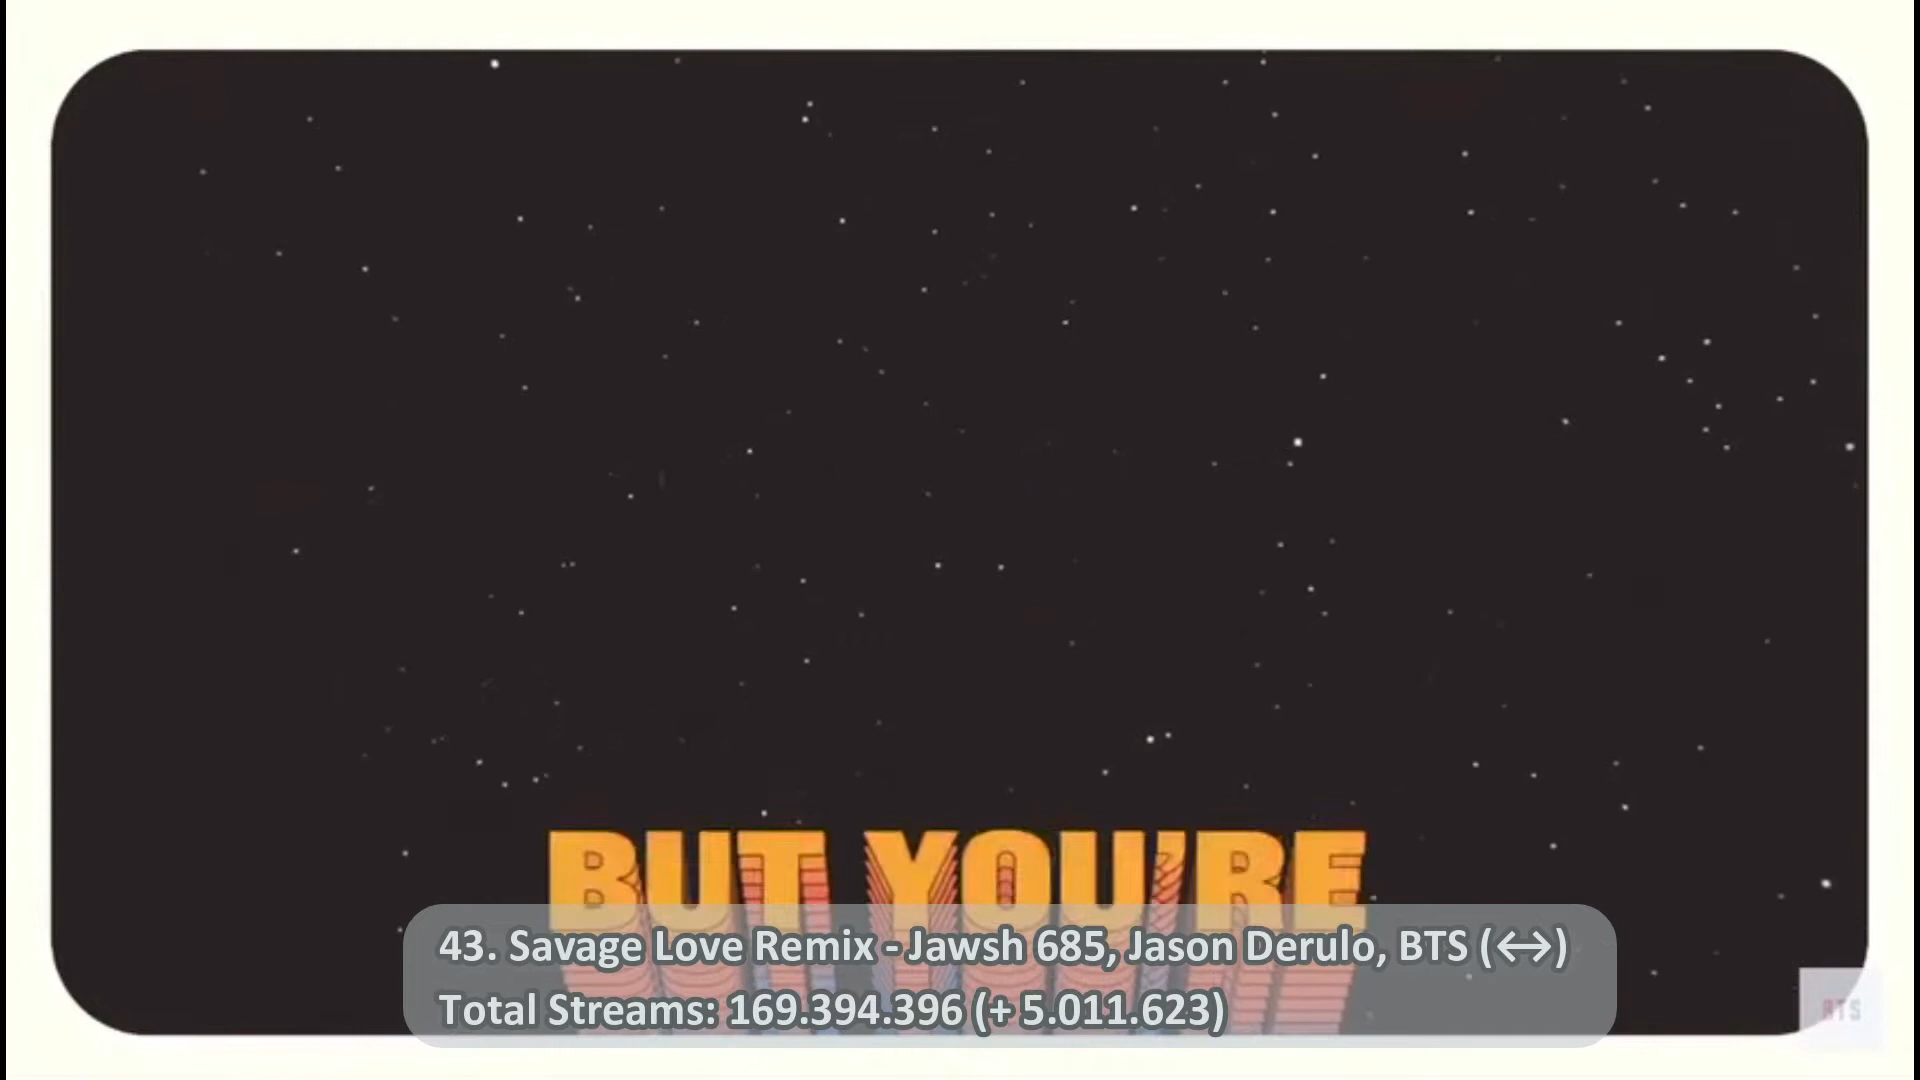 BUT YOU'RE
43. Savage Love Remix - Jawsh 685, Jason Derulo, BTS (↔)
Total Streams: 169.394.396 (+ 5.011.623)
BTS